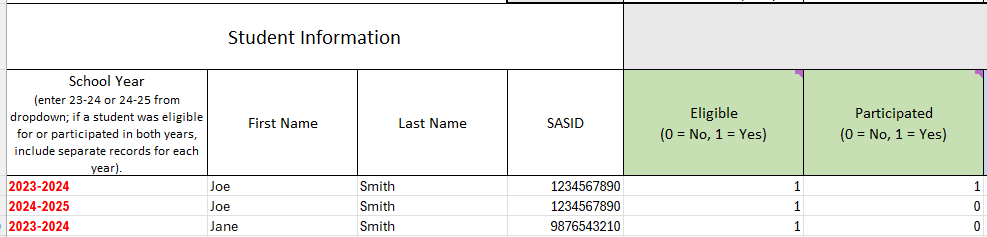 Student Information
School Year
(enter 23-24 or 24-25 from
dropdown; if a student was eligible
for or participated in both years,
include separate records for each
year).
First Name
Last Name
SASID
Eligible
(0 = No, 1 = Yes)
Participated
(0 = No, 1 = Yes)
2023-2024 Joe Smith 1234567890 1 1
2024-2025 Joe Smith 1234567890 1 0
2023-2024 Jane Smith 9876543210 1 0